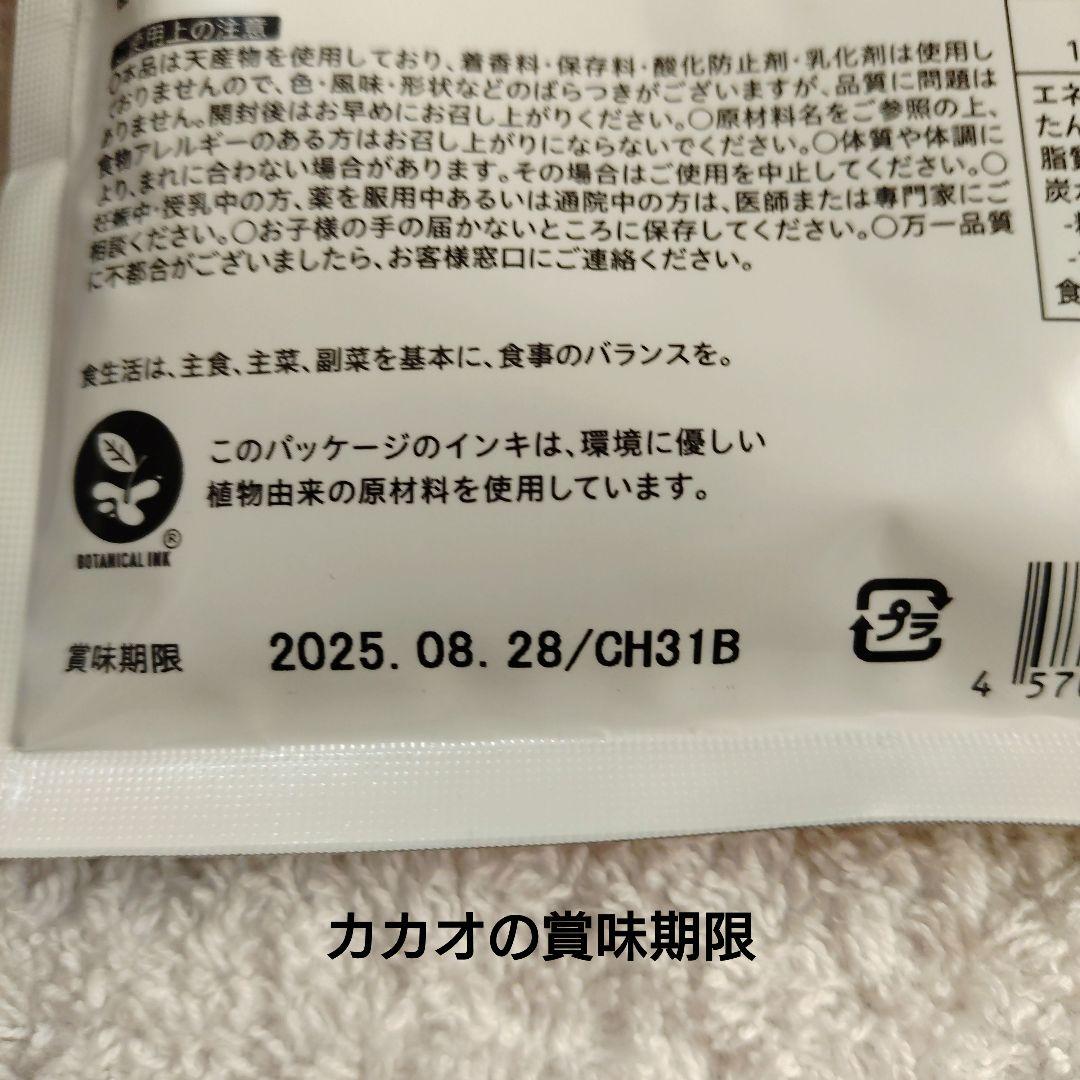 使用上の注意
〇本品は天産物を使用しており、着香料・保存料・酸化防止剤・乳化剤は使用し
ておりませんので、色・風味・形状などのばらつきがございますが、品質に問題は
ありません。開封後はお早めにお召し上がりください。〇原材料名をご参照の上、
食物アレルギーのある方はお召し上がりにならないでください。〇体質や体調に
より、まれに合わない場合があります。その場合はご使用を中止してください。〇
妊娠中・授乳中の方、薬を服用中あるいは通院中の方は、医師または専門家にご
相談ください。〇お子様の手の届かないところに保存してください。〇万一品質
に不都合がございましたら、お客様窓口にご連絡ください。
1
エネ
たん
脂質
炭
-
-
食
食生活は、主食、主菜、副菜を基本に、食事のバランスを。
このパッケージのインキは、環境に優しい
植物由来の原材料を使用しています。
®
BOTANICAL INK
プラ
賞味期限 2025.08.28/CH31B
4 570
カカオの賞味期限